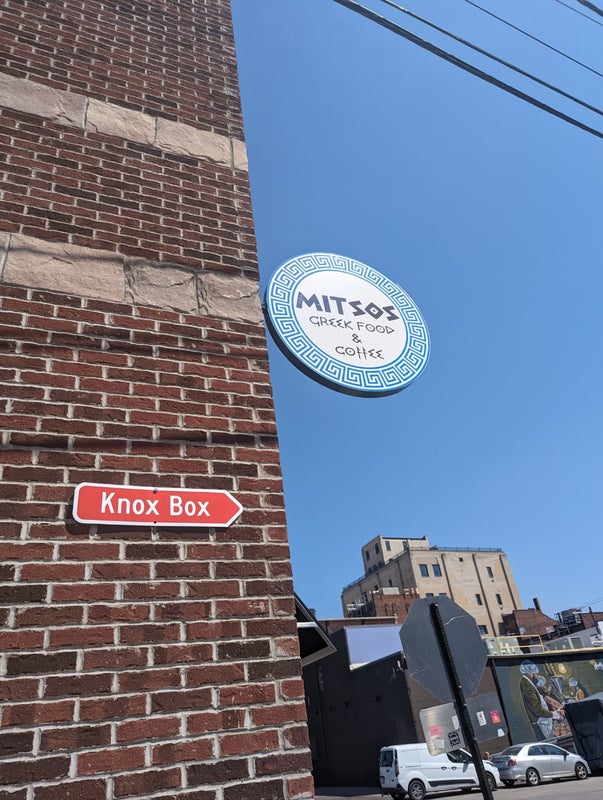 MITSOS
GREEK FOOD
&
COFFEE
Knox Box